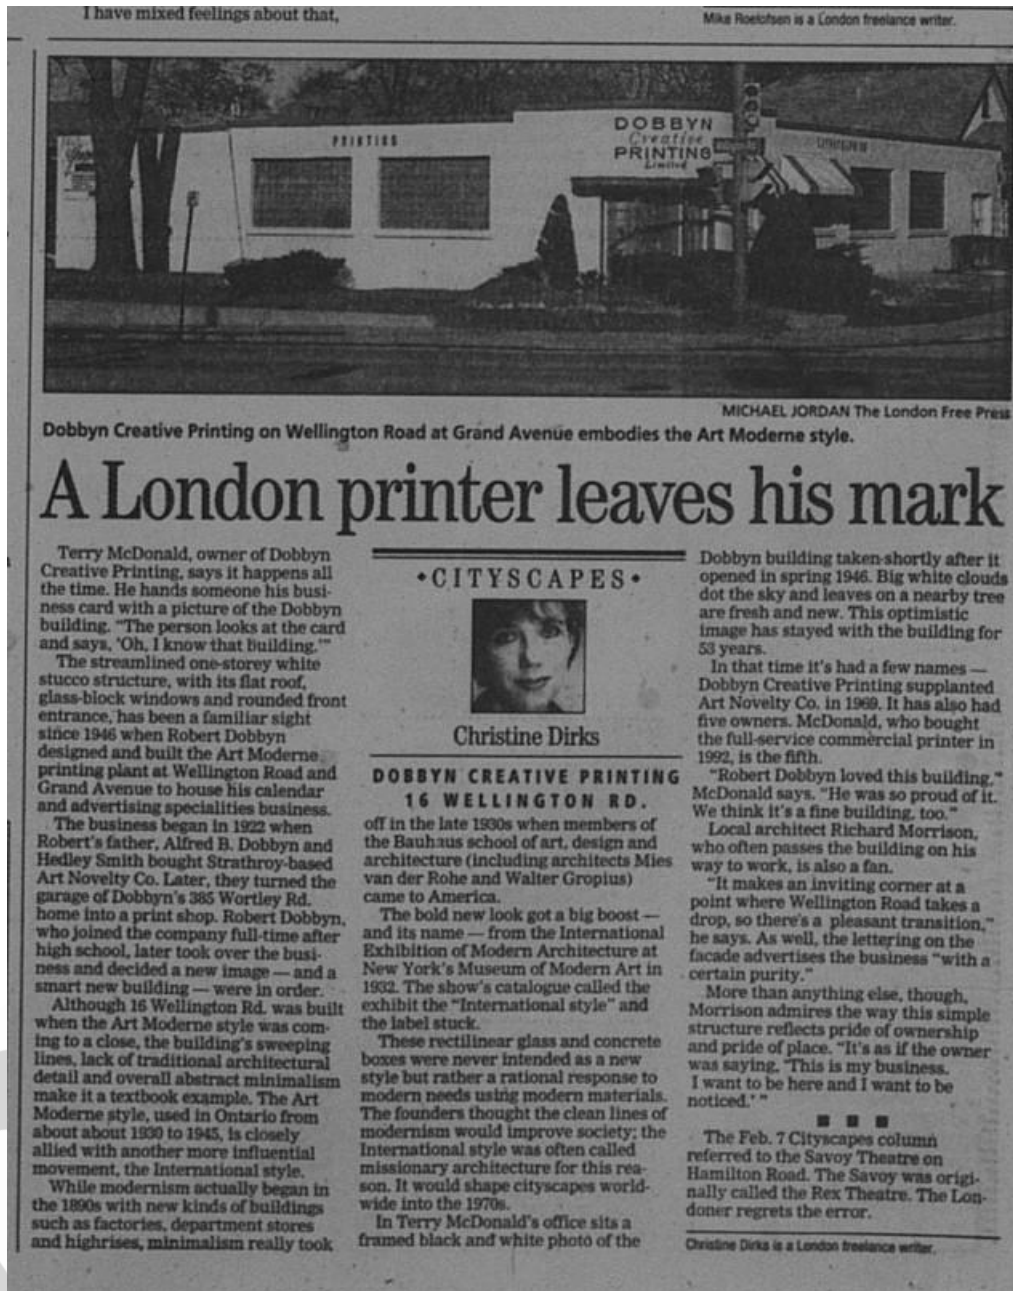 I have mixed feelings about that,
Mike Roelofsen is a London freelance writer.
PRINTING
DOBBYN
Creative
PRINTING
Limited
MICHAEL JORDAN The London Free Press
Dobbyn Creative Printing on Wellington Road at Grand Avenue embodies the Art Moderne style.
A London printer leaves his mark
Terry McDonald, owner of Dobbyn
Creative Printing, says it happens all
the time. He hands someone his busi-
ness card with a picture of the Dobbyn
building. “The person looks at the card
and says, ‘Oh, I know that building.’”
The streamlined one-storey white
stucco structure, with its flat roof,
glass-block windows and rounded front
entrance, has been a familiar sight
since 1946 when Robert Dobbyn
designed and built the Art Moderne
printing plant at Wellington Road and
Grand Avenue to house his calendar
and advertising specialities business.
The business began in 1922 when
Robert's father, Alfred B. Dobbyn and
Hedley Smith bought Strathroy-based
Art Novelty Co. Later, they turned the
garage of Dobbyn's 385 Wortley Rd.
home into a print shop. Robert Dobbyn,
who joined the company full-time after
high school, later took over the busi-
ness and decided a new image — and a
smart new building — were in order.
Although 16 Wellington Rd. was built
when the Art Moderne style was com-
ing to a close, the building's sweeping
lines, lack of traditional architectural
detail and overall abstract minimalism
make it a textbook example. The Art
Moderne style, used in Ontario from
about about 1930 to 1945, is closely
allied with another more influential
movement, the International style.
While modernism actually began in
the 1890s with new kinds of buildings
such as factories, department stores
and highrises, minimalism really took
•CITYSCAPES•
Christine Dirks
DOBBYN CREATIVE PRINTING
16 WELLINGTON RD.
off in the late 1930s when members of
the Bauhaus school of art, design and
architecture (including architects Mies
van der Rohe and Walter Gropius)
came to America.
The bold new look got a big boost —
and its name — from the International
Exhibition of Modern Architecture at
New York's Museum of Modern Art in
1932. The show's catalogue called the
exhibit the “International style” and
the label stuck.
These rectilinear glass and concrete
boxes were never intended as a new
style but rather a rational response to
modern needs using modern materials.
The founders thought the clean lines of
modernism would improve society; the
International style was often called
missionary architecture for this rea-
son. It would shape cityscapes world-
wide into the 1970s.
In Terry McDonald's office sits a
framed black and white photo of the
Dobbyn building taken shortly after it
opened in spring 1946. Big white clouds
dot the sky and leaves on a nearby tree
are fresh and new. This optimistic
image has stayed with the building for
53 years.
In that time it's had a few names —
Dobbyn Creative Printing supplanted
Art Novelty Co. in 1969. It has also had
five owners. McDonald, who bought
the full-service commercial printer in
1992, is the fifth.
“Robert Dobbyn loved this building,”
McDonald says. “He was so proud of it.
We think it's a fine building, too.”
Local architect Richard Morrison,
who often passes the building on his
way to work, is also a fan.
“It makes an inviting corner at a
point where Wellington Road takes a
drop, so there's a pleasant transition,”
he says. As well, the lettering on the
facade advertises the business “with a
certain purity.”
More than anything else, though,
Morrison admires the way this simple
structure reflects pride of ownership
and pride of place. “It's as if the owner
was saying, ‘This is my business.
I want to be here and I want to be
noticed.’ ”
The Feb. 7 Cityscapes column
referred to the Savoy Theatre on
Hamilton Road. The Savoy was origi-
nally called the Rex Theatre. The Lon-
doner regrets the error.
Christine Dirks is a London freelance writer.